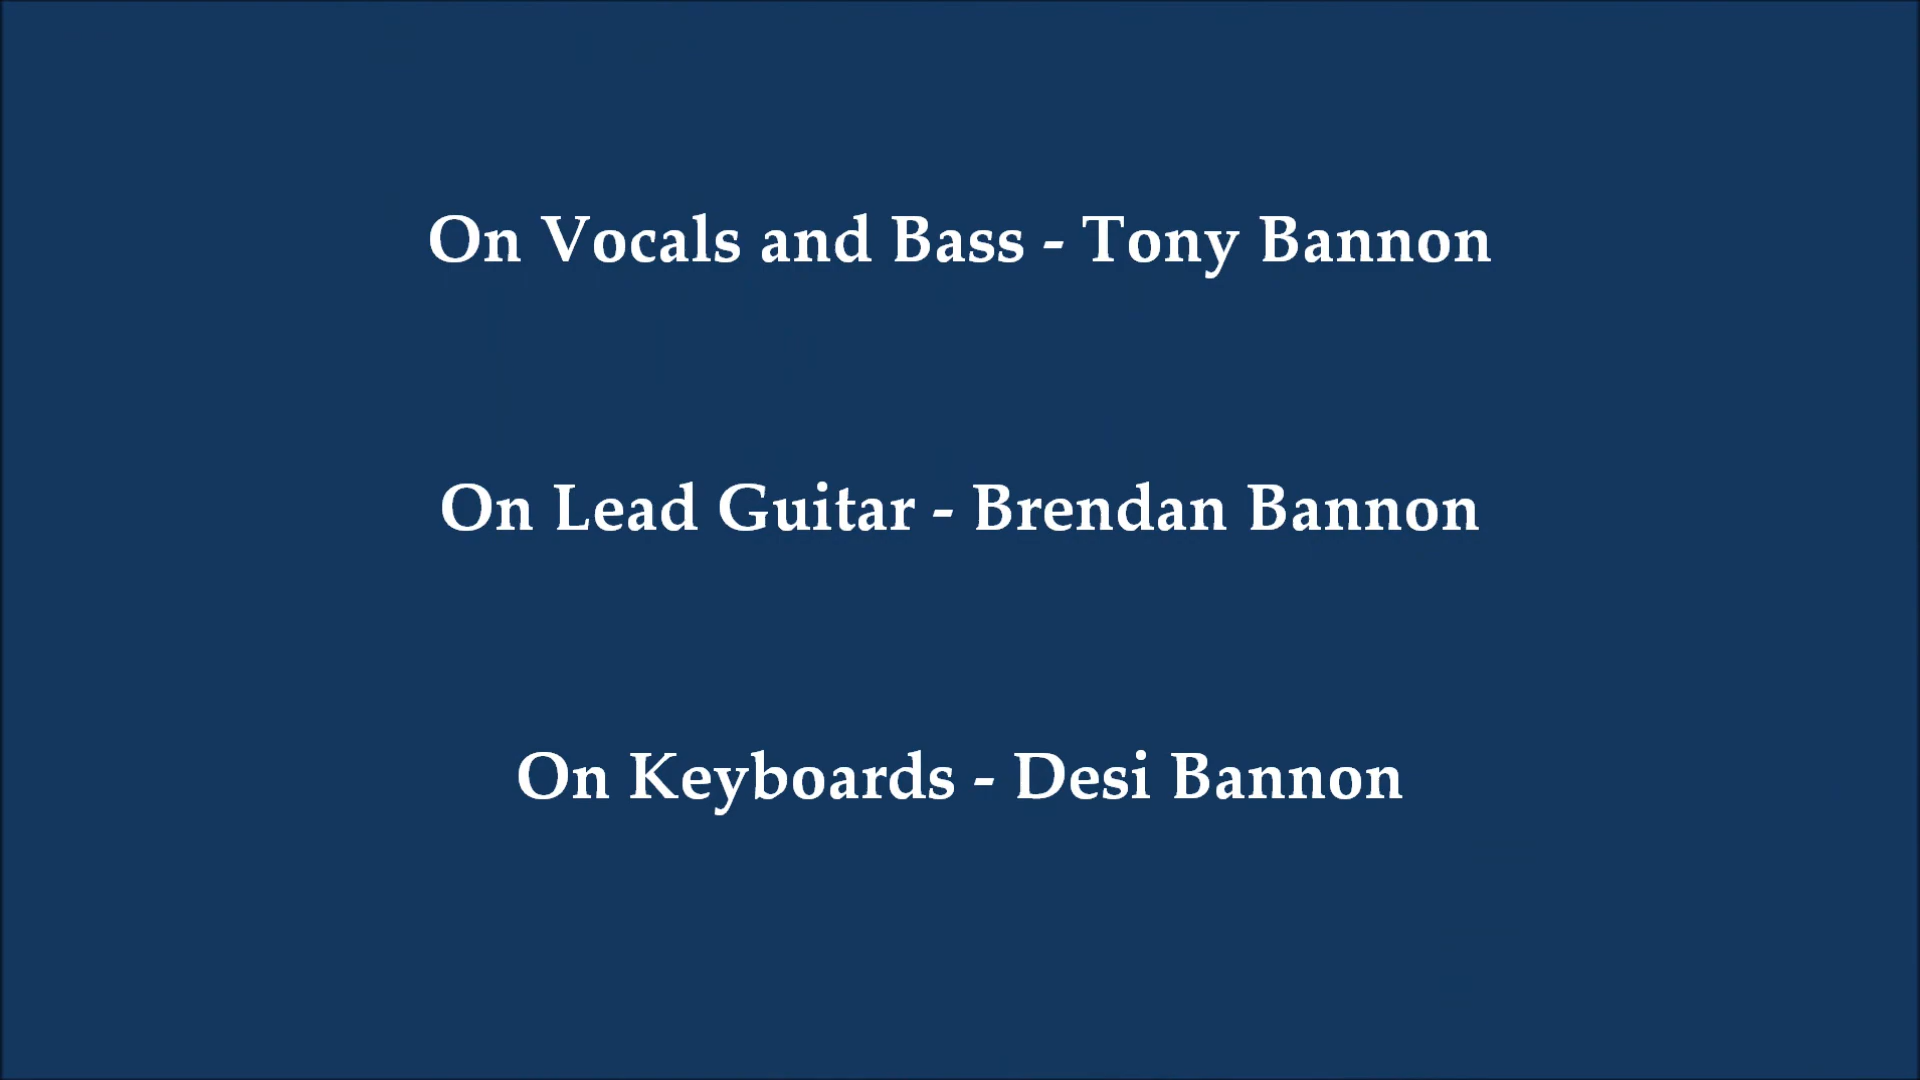 On Vocals and Bass - Tony Bannon
On Lead Guitar - Brendan Bannon
On Keyboards - Desi Bannon